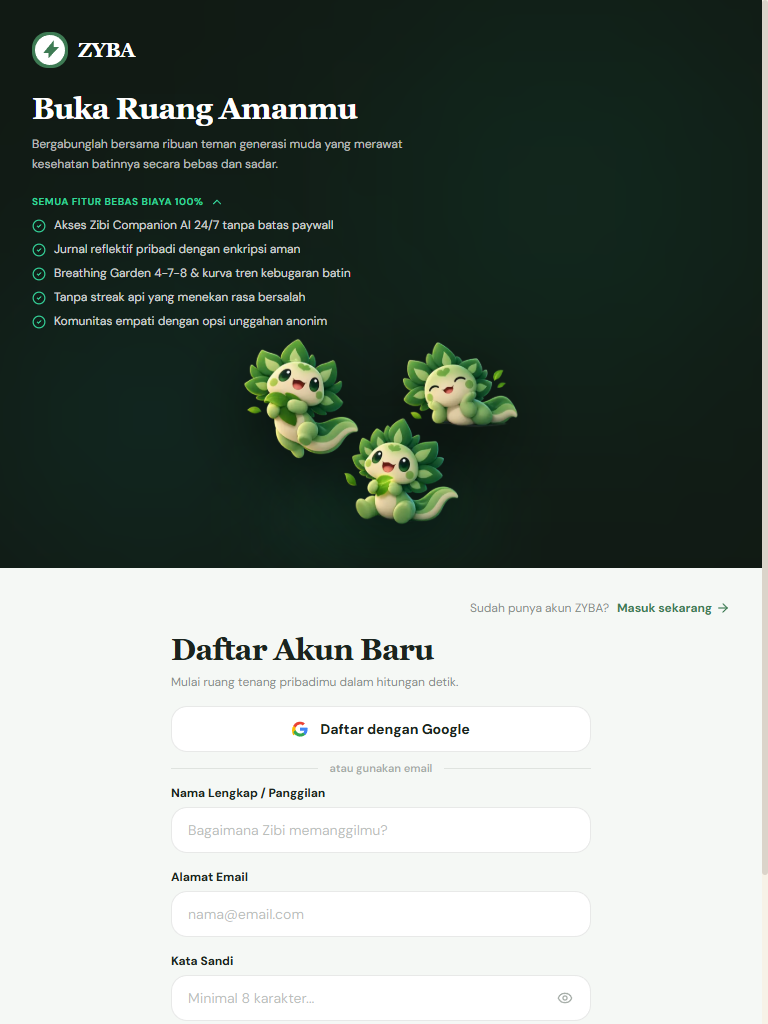 ZYBA
Buka Ruang Amanmu
Bergabunglah bersama ribuan teman generasi muda yang merawat
kesehatan batinnya secara bebas dan sadar.
SEMUA FITUR BEBAS BIAYA 100%
Akses Zibi Companion AI 24/7 tanpa batas paywall
Jurnal reflektif pribadi dengan enkripsi aman
Breathing Garden 4-7-8 & kurva tren kebugaran batin
Tanpa streak api yang menekan rasa bersalah
Komunitas empati dengan opsi unggahan anonim
Sudah punya akun ZYBA? Masuk sekarang →
Daftar Akun Baru
Mulai ruang tenang pribadimu dalam hitungan detik.
Daftar dengan Google
atau gunakan email
Nama Lengkap / Panggilan
Bagaimana Zibi memanggilmu?
Alamat Email
nama@email.com
Kata Sandi
Minimal 8 karakter...